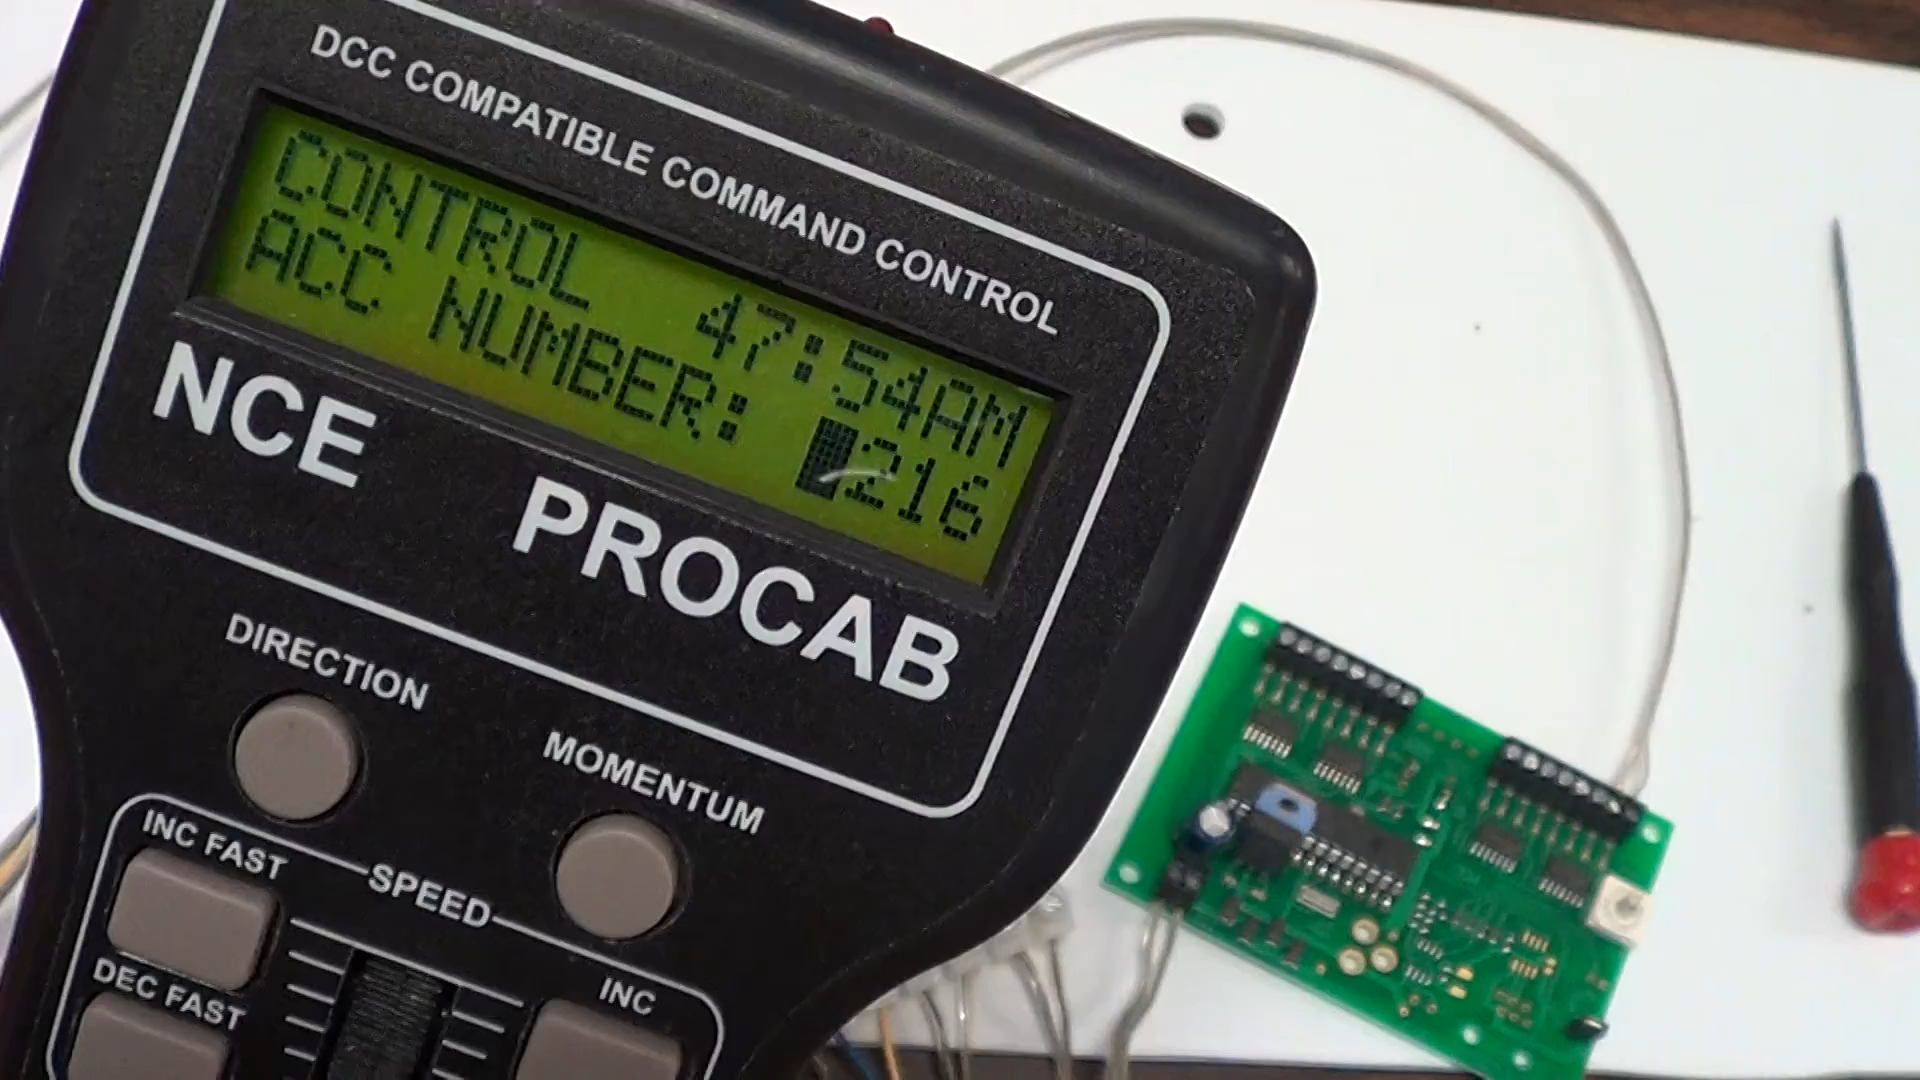 DCC COMPATIBLE COMMAND CONTROL
CONTROL 47:54AM
ACC NUMBER: 216
NCE PROCAB
DIRECTION
MOMENTUM
INC FAST
SPEED
DEC FAST
INC